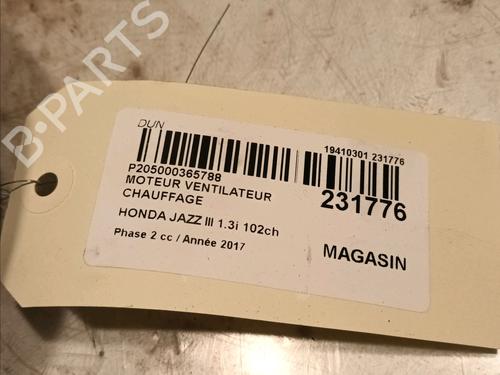 B-PARTS
DUN
19410301 231776
P205000365788
MOTEUR VENTILATEUR
CHAUFFAGE
231776
HONDA JAZZ III 1.3i 102ch
Phase 2 cc / Année 2017
MAGASIN